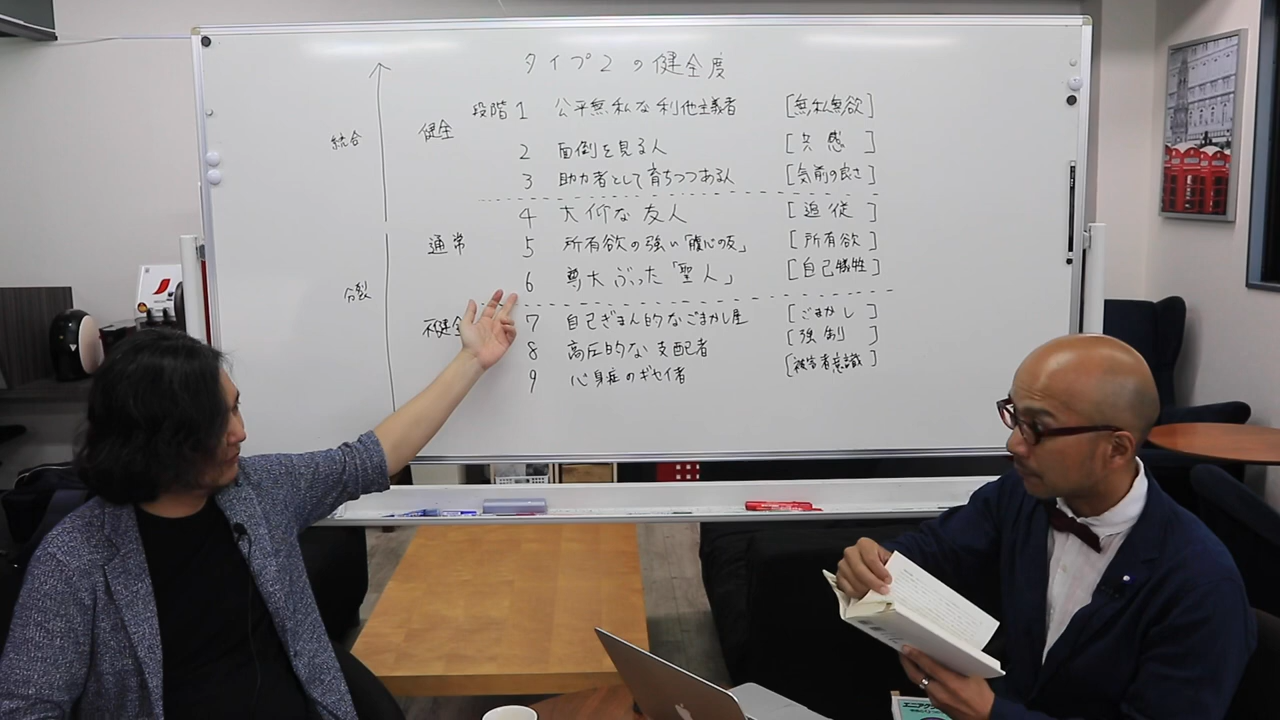 タイプ2の健全度
統合
健全
段階1 公平無私な利他主義者 [無私無欲]
2 面倒を見る人 [共感]
3 助力者として育ちつつある人 [気前の良さ]
通常
4 大仰な友人 [追従]
5 所有欲の強い「腹心の友」 [所有欲]
6 尊大ぶった「聖人」 [自己犠牲]
分裂
不健全
7 自己ぎまん的なごまかし屋 [ごまかし]
8 高圧的な支配者 [強制]
9 心身症のギセイ者 [被害者意識]